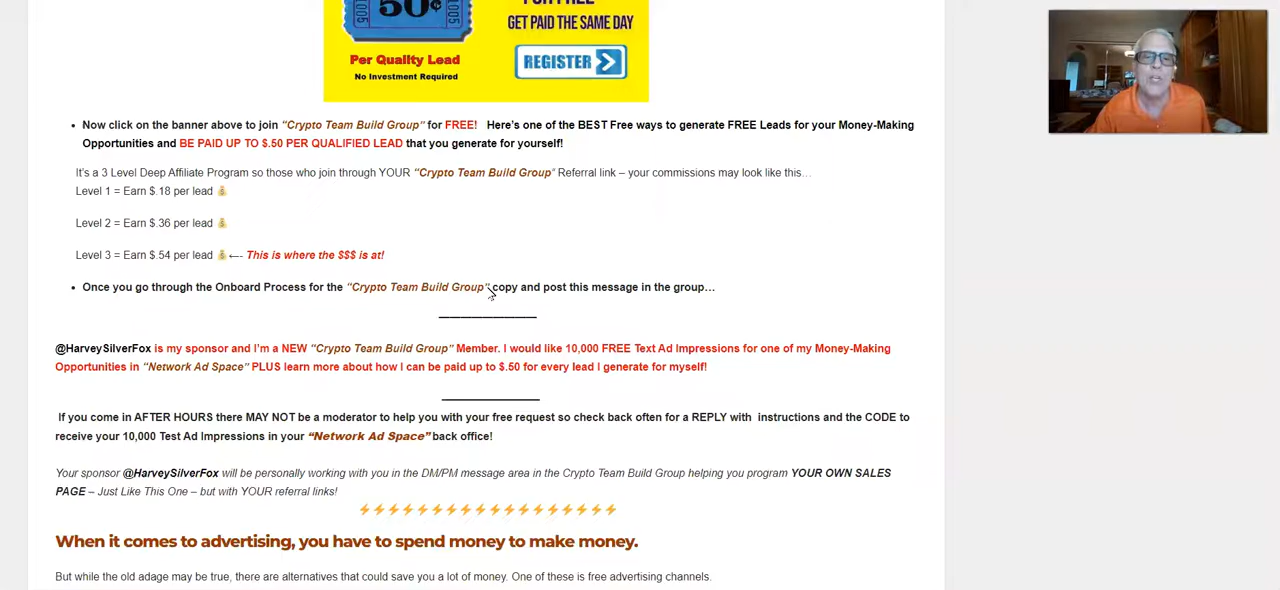 50¢
1005
1005
GET PAID THE SAME DAY
Per Quality Lead
No Investment Required
REGISTER
• Now click on the banner above to join "Crypto Team Build Group" for FREE! Here's one of the BEST Free ways to generate FREE Leads for your Money-Making
Opportunities and BE PAID UP TO $.50 PER QUALIFIED LEAD that you generate for yourself!
It's a 3 Level Deep Affiliate Program so those who join through YOUR "Crypto Team Build Group" Referral link – your commissions may look like this…
Level 1 = Earn $.18 per lead 💰
Level 2 = Earn $.36 per lead 💰
Level 3 = Earn $.54 per lead 💰 ←-- This is where the $$$ is at!
• Once you go through the Onboard Process for the "Crypto Team Build Group" copy and post this message in the group…
@HarveySilverFox is my sponsor and I'm a NEW "Crypto Team Build Group" Member. I would like 10,000 FREE Text Ad Impressions for one of my Money-Making
Opportunities in "Network Ad Space" PLUS learn more about how I can be paid up to $.50 for every lead I generate for myself!
If you come in AFTER HOURS there MAY NOT be a moderator to help you with your free request so check back often for a REPLY with instructions and the CODE to
receive your 10,000 Test Ad Impressions in your "Network Ad Space" back office!
Your sponsor @HarveySilverFox will be personally working with you in the DM/PM message area in the Crypto Team Build Group helping you program YOUR OWN SALES
PAGE – Just Like This One – but with YOUR referral links!
⚡⚡⚡⚡⚡⚡⚡⚡⚡⚡⚡⚡⚡⚡⚡⚡⚡⚡
When it comes to advertising, you have to spend money to make money.
But while the old adage may be true, there are alternatives that could save you a lot of money. One of these is free advertising channels.